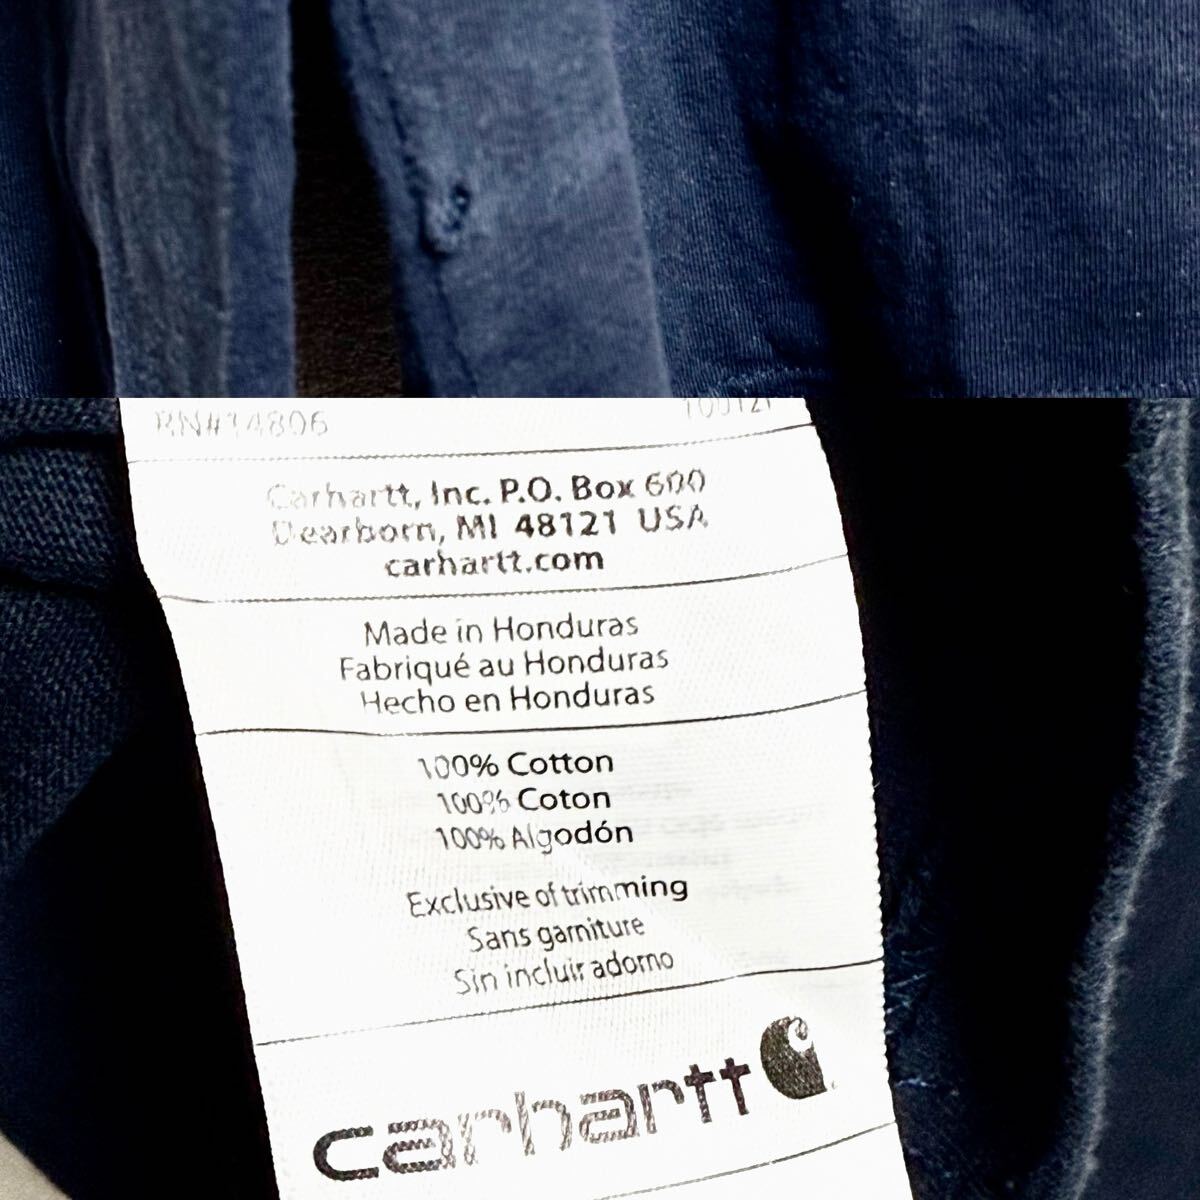 RN#14806
Carhartt, Inc. P.O. Box 600
Dearborn, MI 48121 USA
carhartt.com
Made in Honduras
Fabriqué au Honduras
Hecho en Honduras
100% Cotton
100% Coton
100% Algodón
Exclusive of trimming
Sans garniture
Sin incluir adorno
carhartt